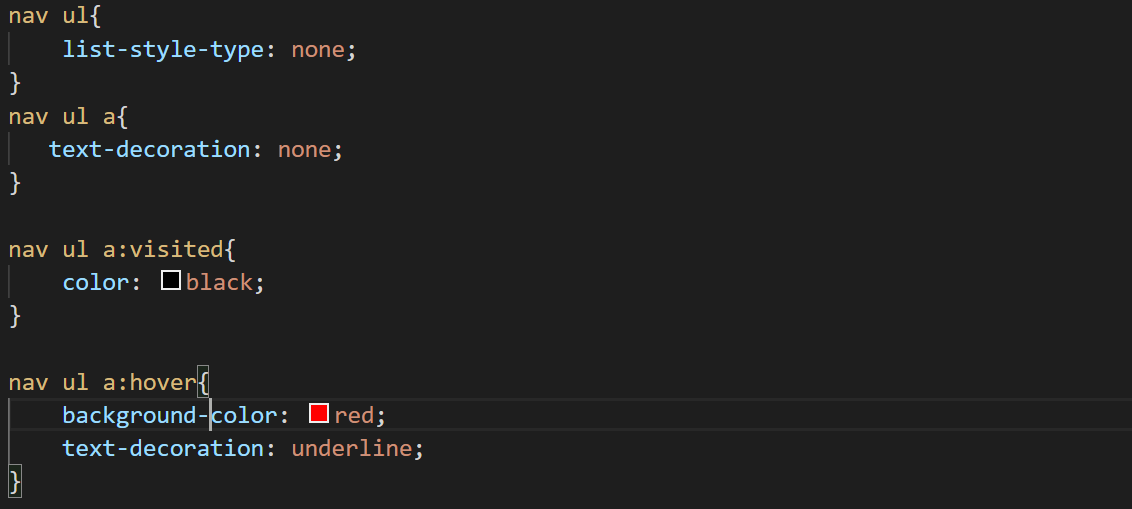 nav ul{
    list-style-type: none;
}
nav ul a{
   text-decoration: none;
}

nav ul a:visited{
    color: black;
}

nav ul a:hover{
    background-color: red;
    text-decoration: underline;
}